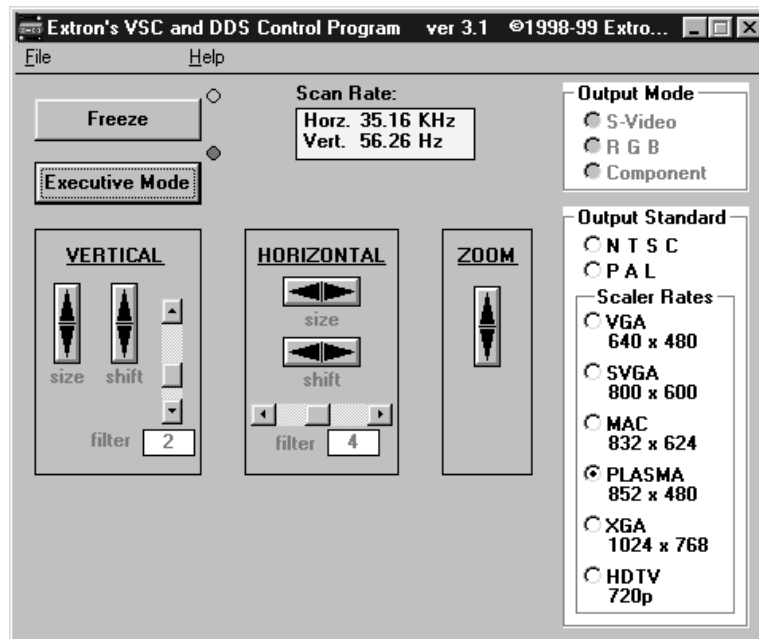 Extron's VSC and DDS Control Program ver 3.1 ©1998-99 Extro...
File Help
Freeze
Executive Mode
Scan Rate:
Horz. 35.16 KHz
Vert. 56.26 Hz
Output Mode
S-Video
R G B
Component
VERTICAL
size shift
filter 2
HORIZONTAL
size
shift
filter 4
ZOOM
Output Standard
N T S C
P A L
Scaler Rates
VGA
640 x 480
SVGA
800 x 600
MAC
832 x 624
PLASMA
852 x 480
XGA
1024 x 768
HDTV
720p